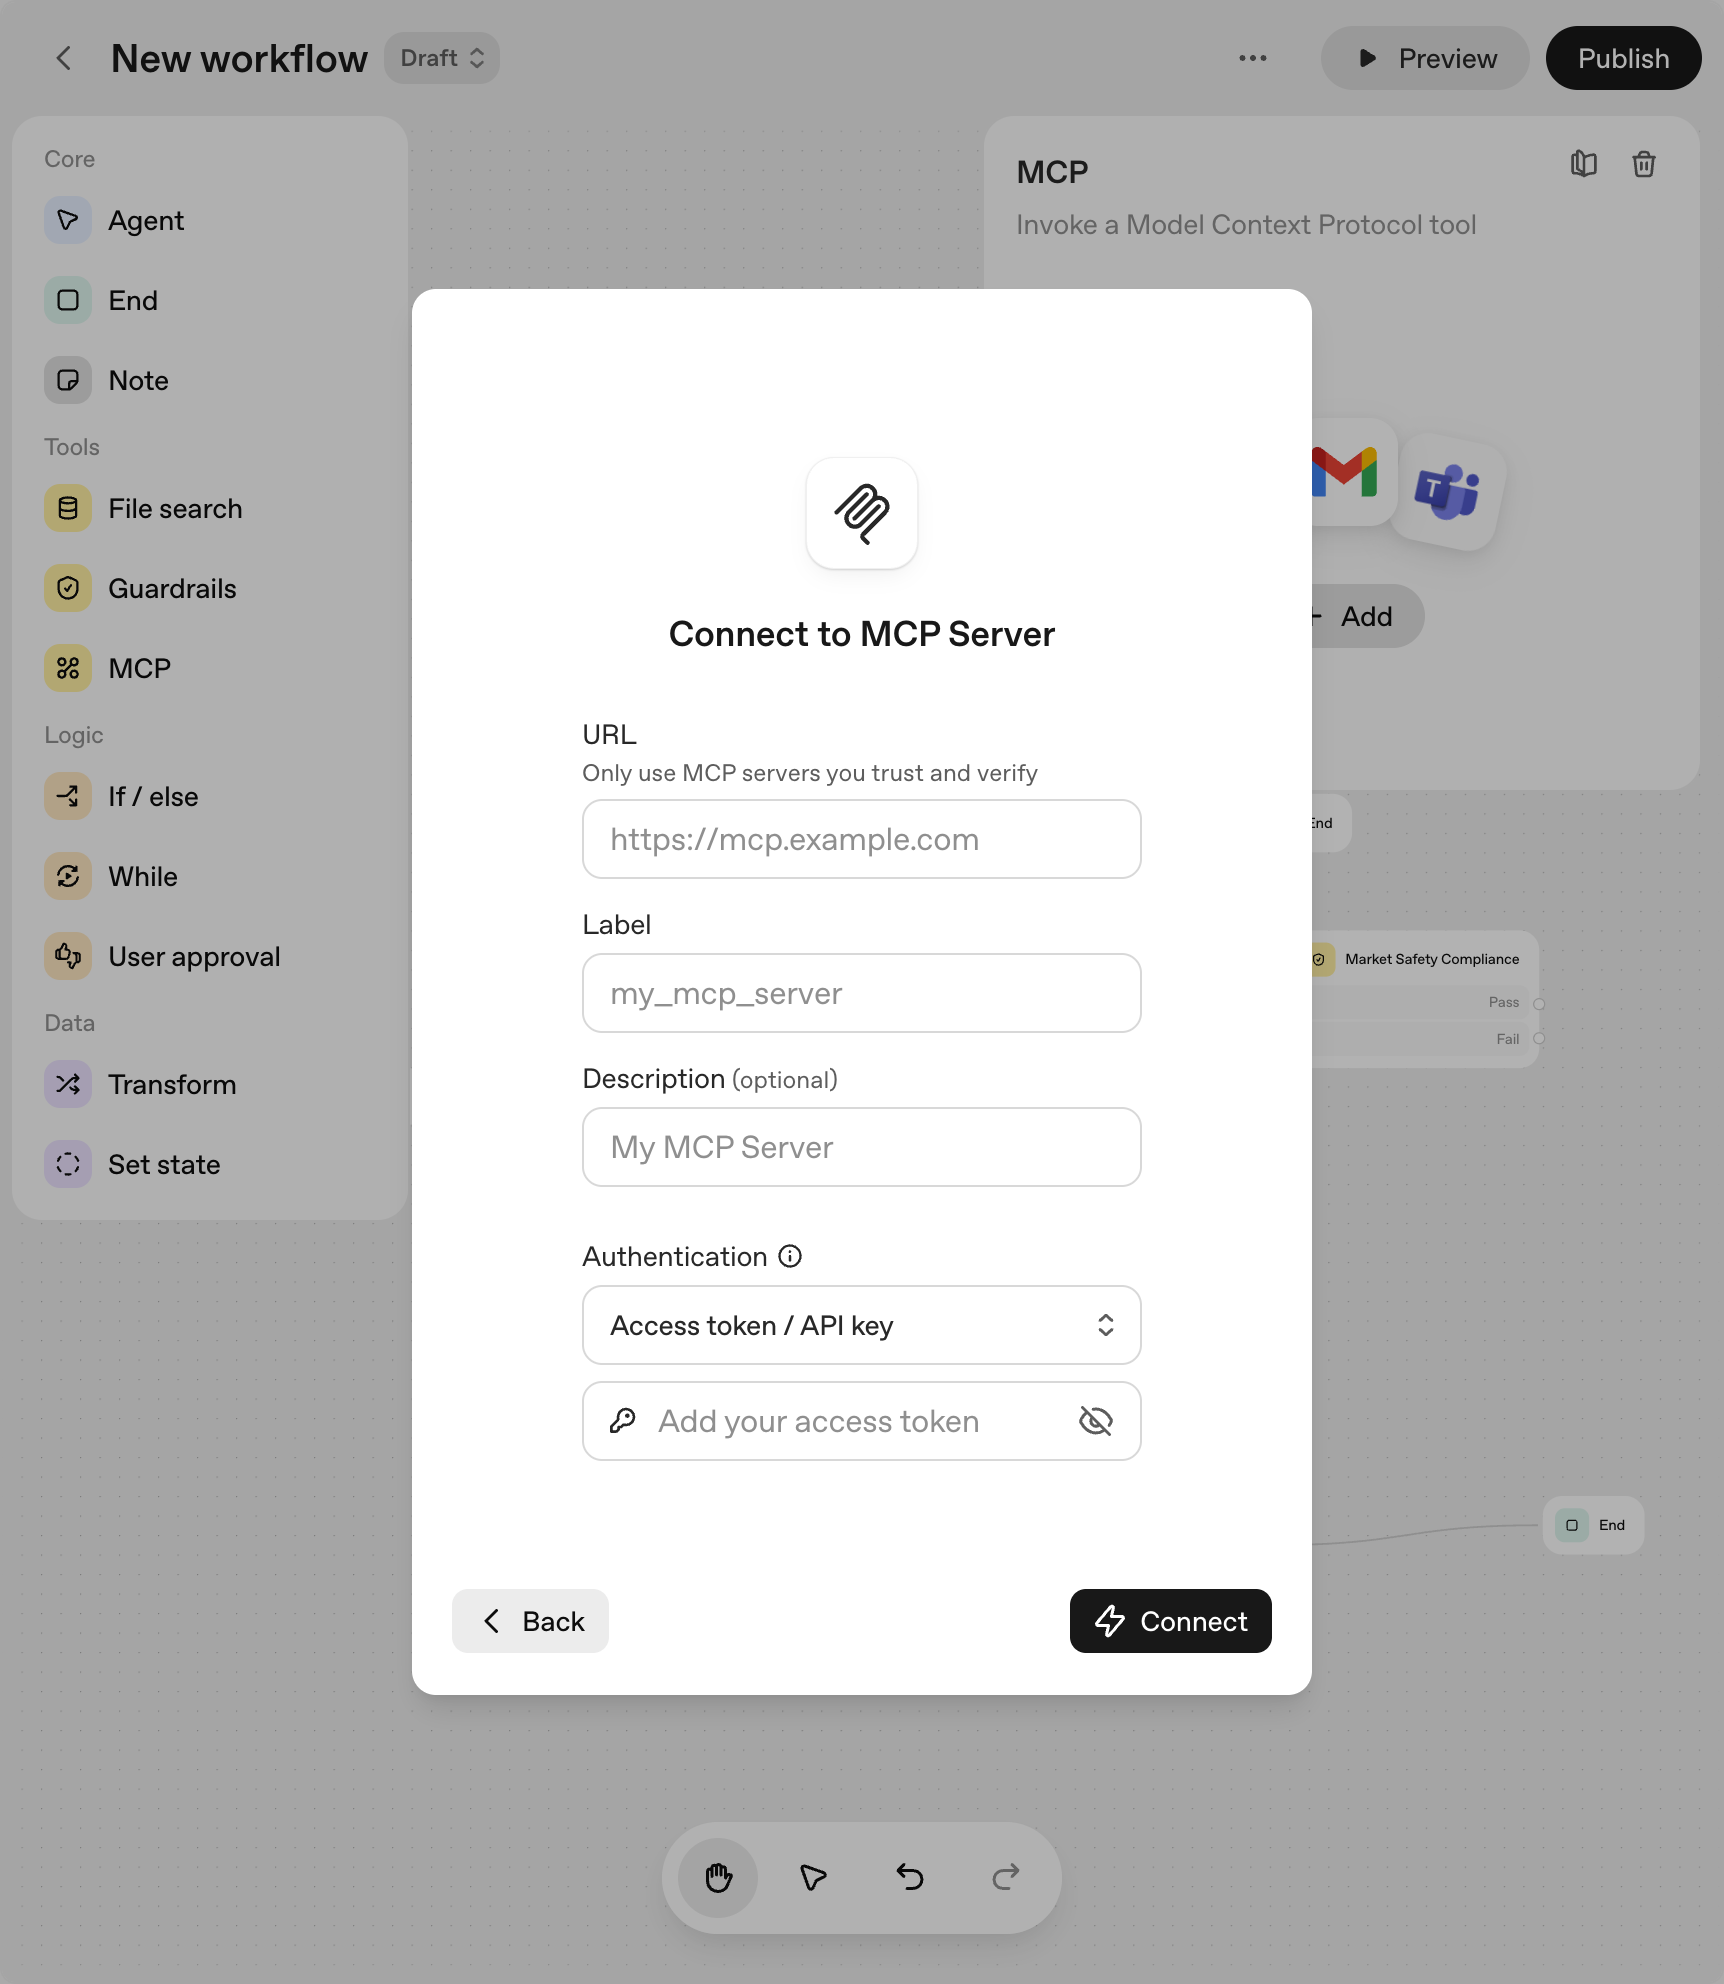 New workflow
Draft
Preview
Publish
Core
Agent
End
Note
Tools
File search
Guardrails
MCP
Logic
If / else
While
User approval
Data
Transform
Set state
MCP
Invoke a Model Context Protocol tool
T
Add
End
Market Safety Compliance
Pass
Fail
End
Connect to MCP Server
URL
Only use MCP servers you trust and verify
https://mcp.example.com
Label
my_mcp_server
Description (optional)
My MCP Server
Authentication
Access token / API key
Add your access token
Back
Connect